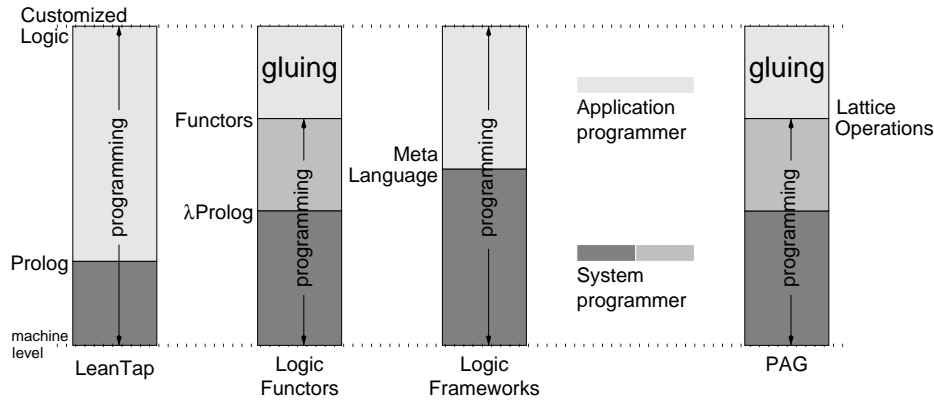 Customized
Logic
programming
Prolog
machine
level
LeanTap
gluing
Functors
programming
λProlog
Logic
Functors
programming
Meta
Language
Logic
Frameworks
Application
programmer
System
programmer
gluing
Lattice
Operations
programming
PAG